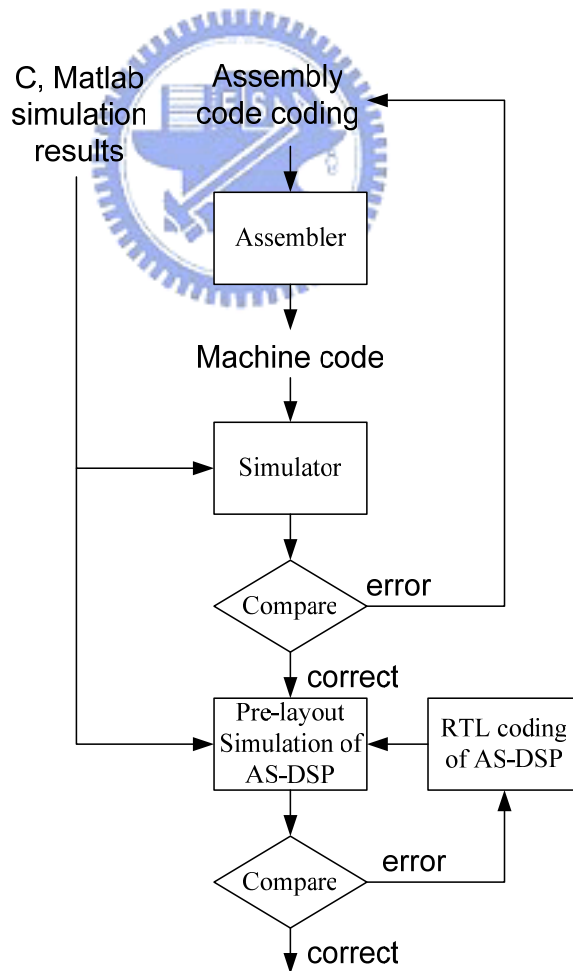 C, Matlab
simulation
results
Assembly
code coding
Assembler
Machine code
Simulator
Compare
error
correct
Pre-layout
Simulation of
AS-DSP
RTL coding
of AS-DSP
Compare
error
correct